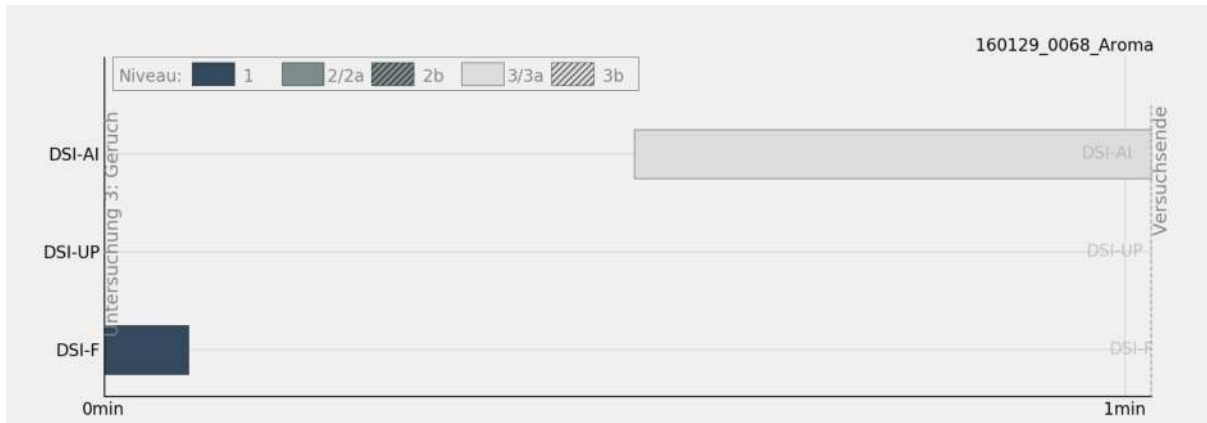 160129_0068_Aroma
Niveau: 1 2/2a 2b 3/3a 3b
Untersuchung 3: Geruch
Versuchsende
DSI-AI DSI-AI
DSI-UP DSI-UP
DSI-F DSI-F
0min 1min